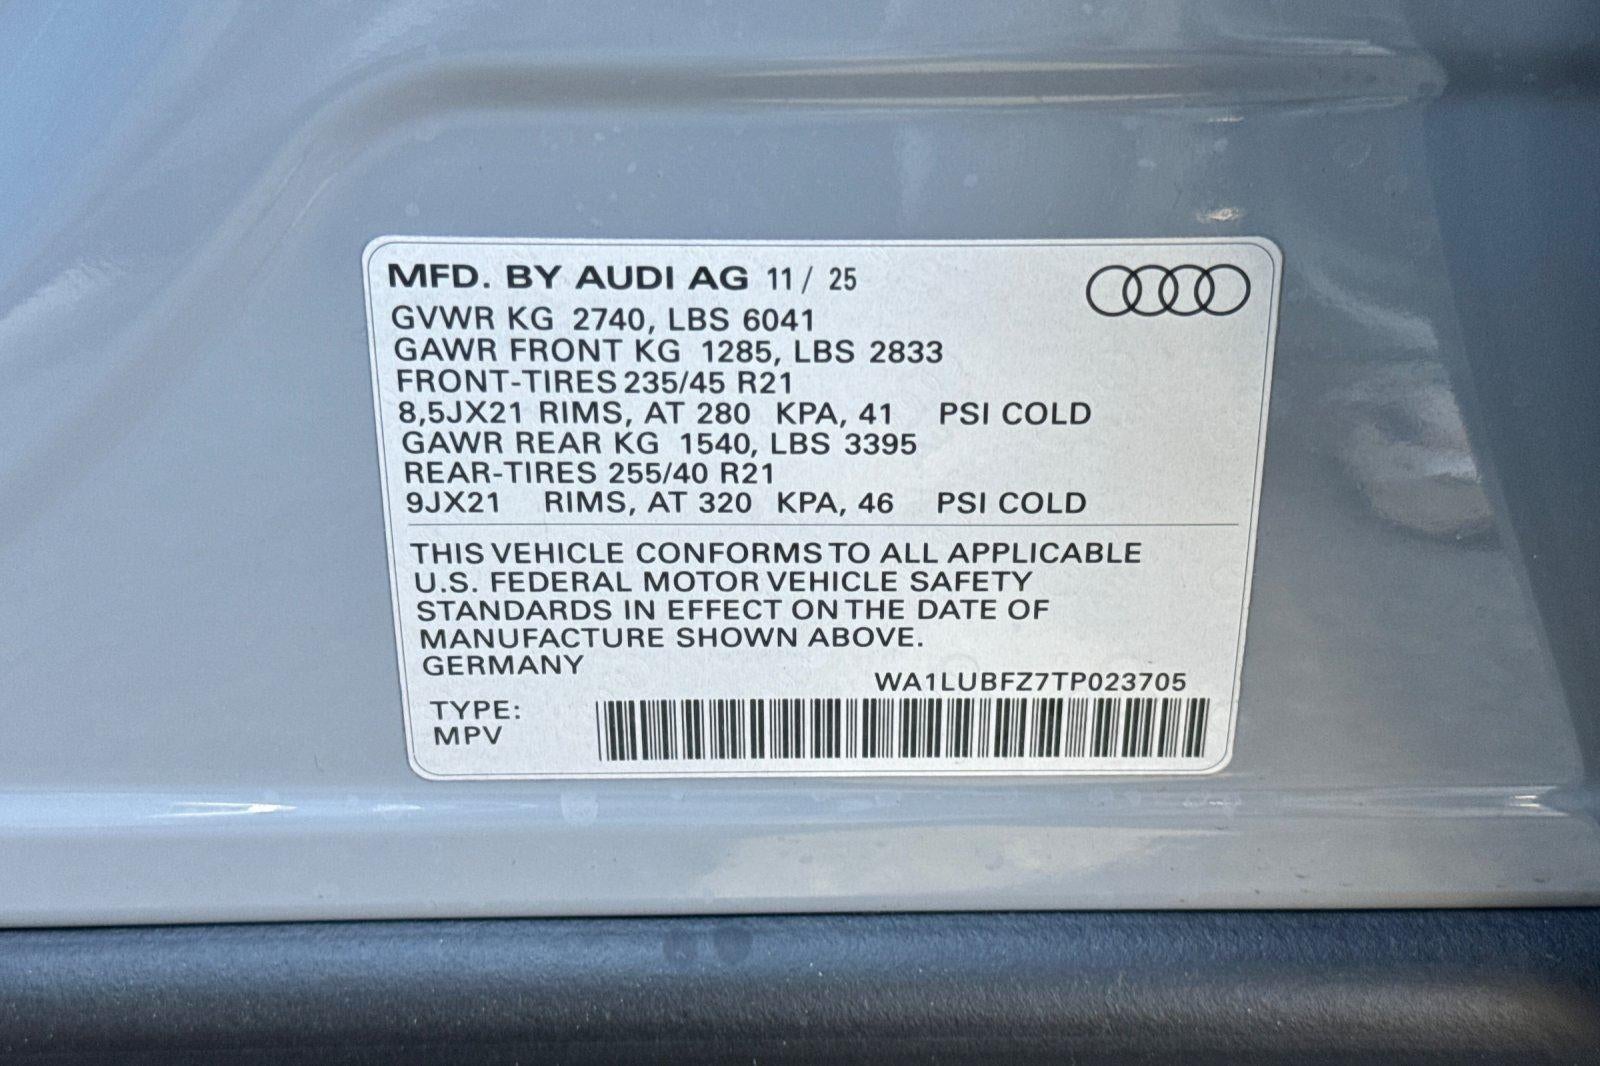 MFD. BY AUDI AG 11 / 25
GVWR KG 2740, LBS 6041
GAWR FRONT KG 1285, LBS 2833
FRONT-TIRES 235/45 R21
8,5JX21 RIMS, AT 280 KPA, 41 PSI COLD
GAWR REAR KG 1540, LBS 3395
REAR-TIRES 255/40 R21
9JX21 RIMS, AT 320 KPA, 46 PSI COLD
THIS VEHICLE CONFORMS TO ALL APPLICABLE
U.S. FEDERAL MOTOR VEHICLE SAFETY
STANDARDS IN EFFECT ON THE DATE OF
MANUFACTURE SHOWN ABOVE.
GERMANY
WA1LUBFZ7TP023705
TYPE:
MPV